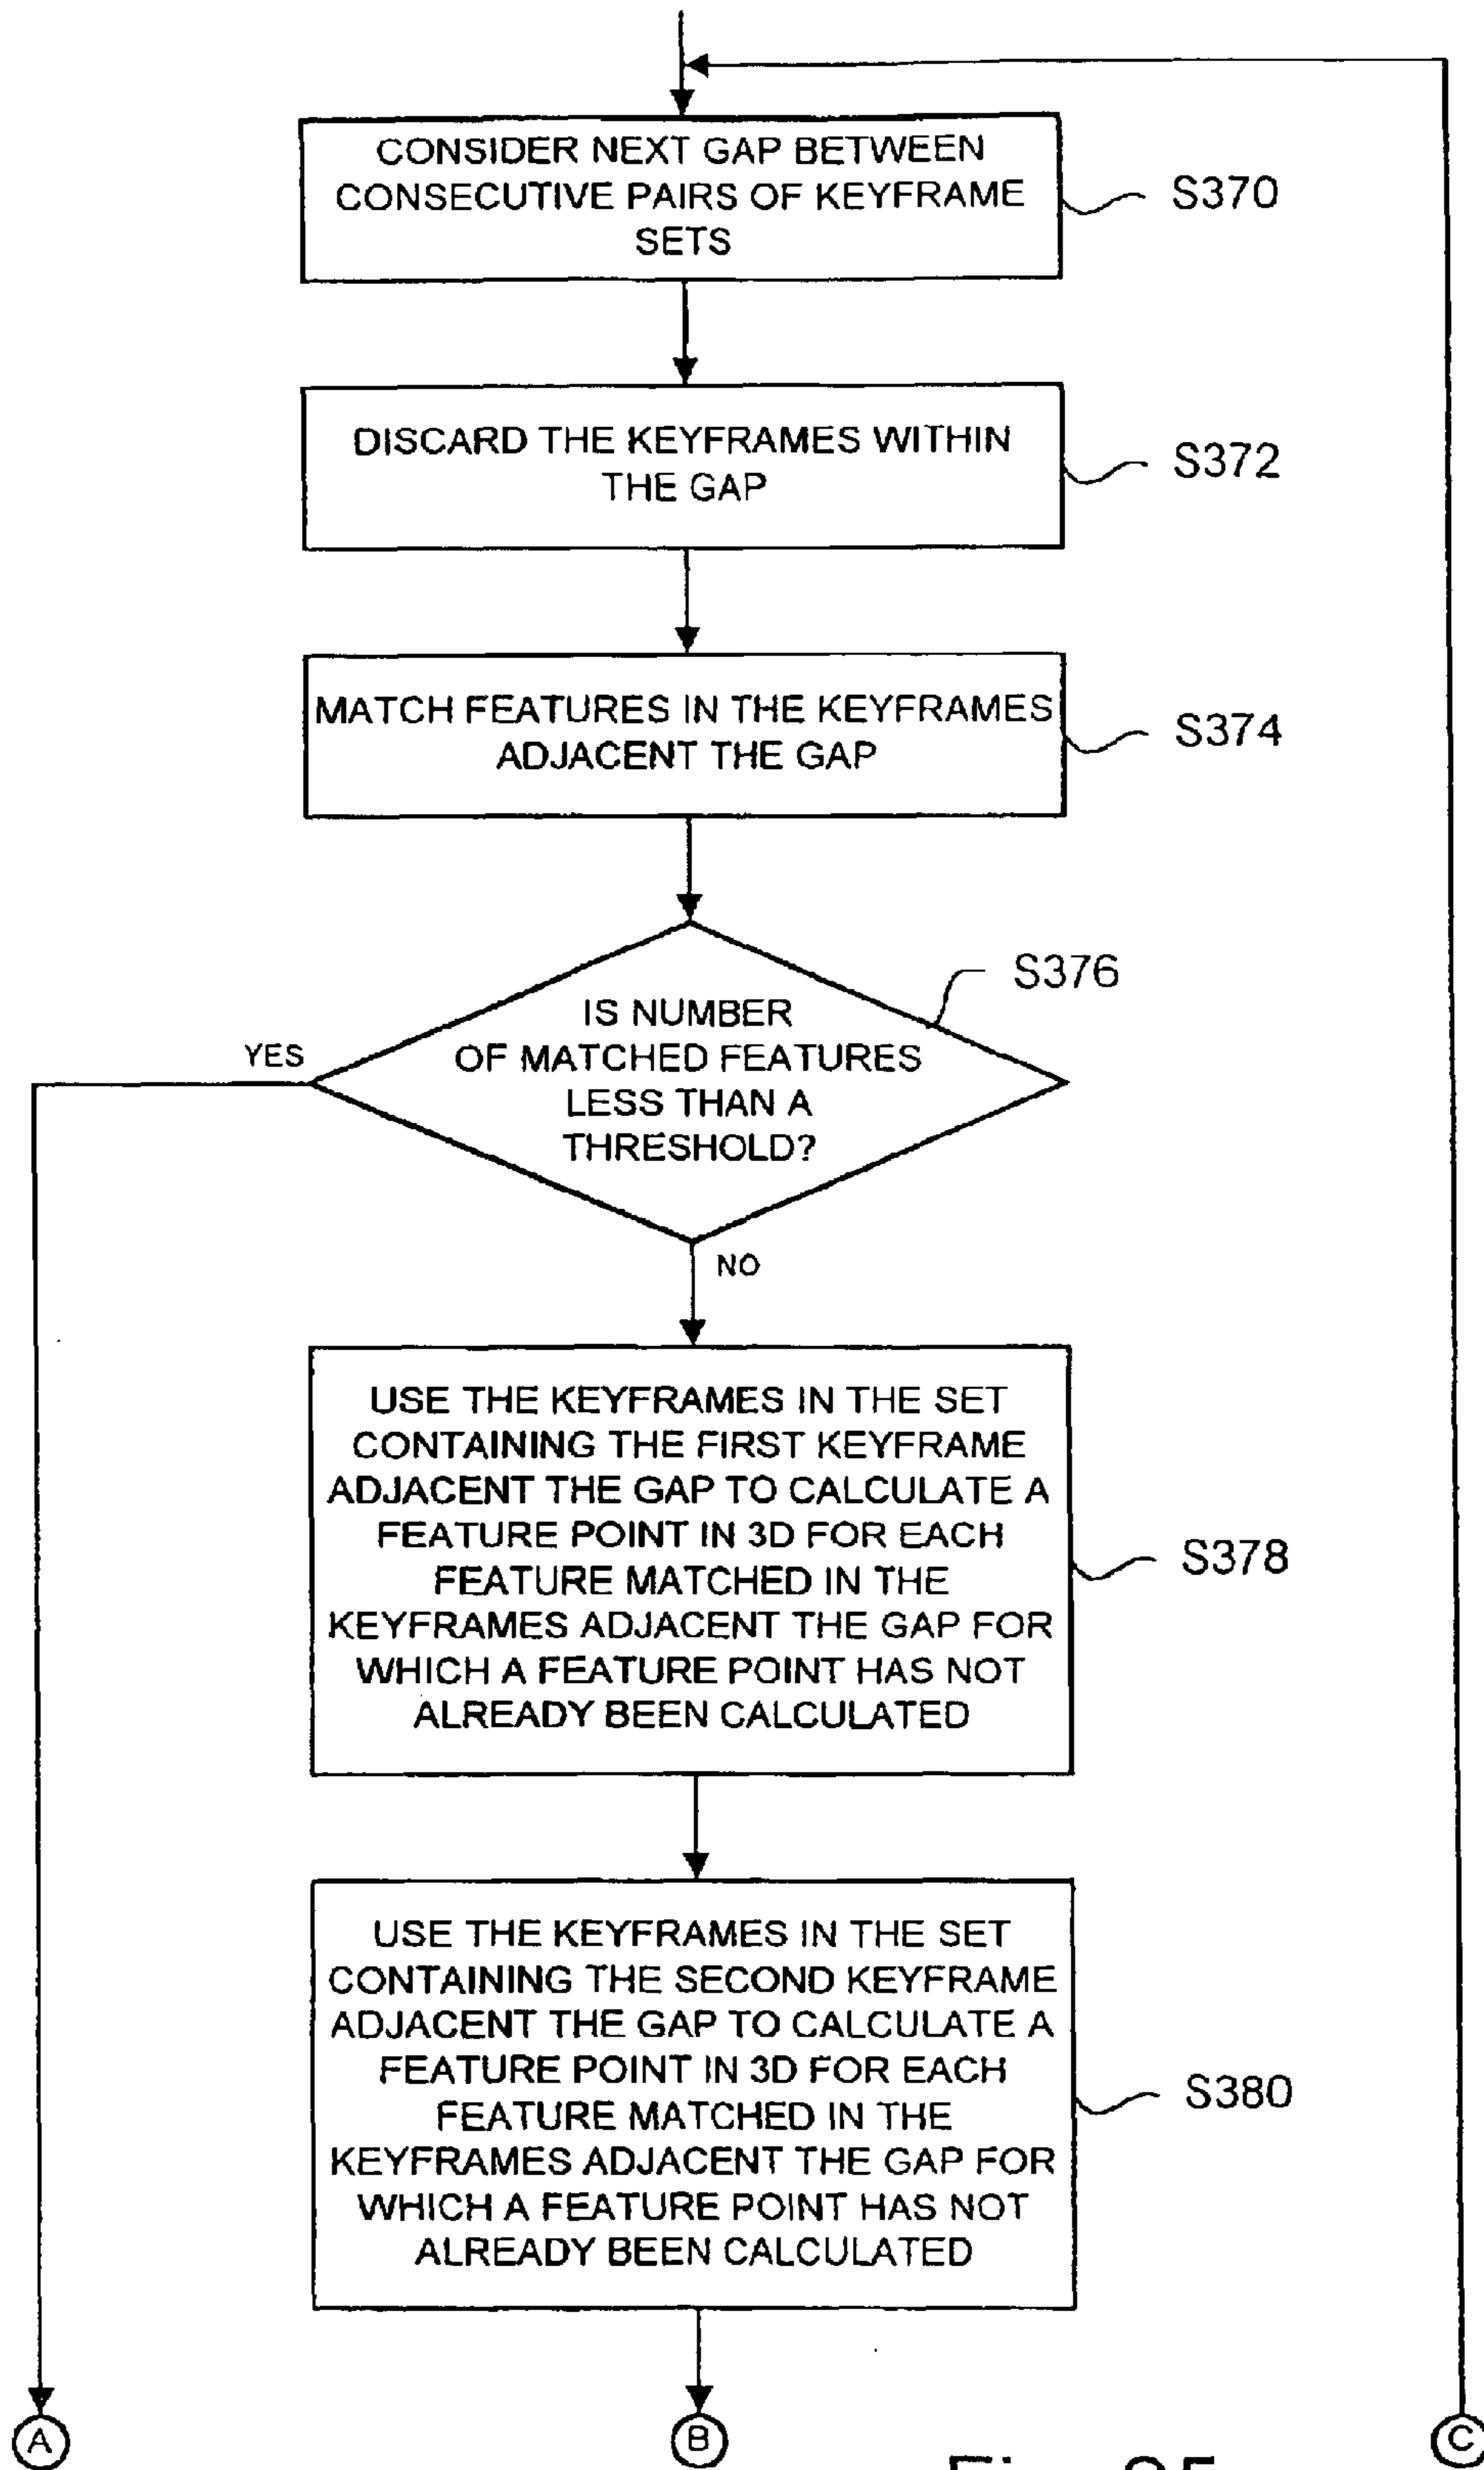 CONSIDER NEXT GAP BETWEEN
CONSECUTIVE PAIRS OF KEYFRAME
SETS
S370
DISCARD THE KEYFRAMES WITHIN
THE GAP
S372
MATCH FEATURES IN THE KEYFRAMES
ADJACENT THE GAP
S374
S376
IS NUMBER
OF MATCHED FEATURES
LESS THAN A
THRESHOLD?
YES
NO
USE THE KEYFRAMES IN THE SET
CONTAINING THE FIRST KEYFRAME
ADJACENT THE GAP TO CALCULATE A
FEATURE POINT IN 3D FOR EACH
FEATURE MATCHED IN THE
KEYFRAMES ADJACENT THE GAP FOR
WHICH A FEATURE POINT HAS NOT
ALREADY BEEN CALCULATED
S378
USE THE KEYFRAMES IN THE SET
CONTAINING THE SECOND KEYFRAME
ADJACENT THE GAP TO CALCULATE A
FEATURE POINT IN 3D FOR EACH
FEATURE MATCHED IN THE
KEYFRAMES ADJACENT THE GAP FOR
WHICH A FEATURE POINT HAS NOT
ALREADY BEEN CALCULATED
S380
A
B
C